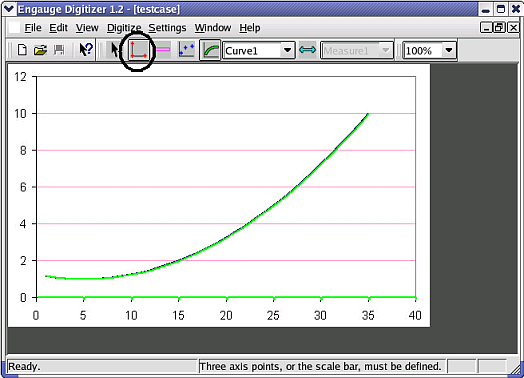 Engauge Digitizer 1.2 - [testcase]
File Edit View Digitize Settings Window Help
Curve1 Measure1 100%
12
10
8
6
4
2
0
0 5 10 15 20 25 30 35 40
Ready. Three axis points, or the scale bar, must be defined.